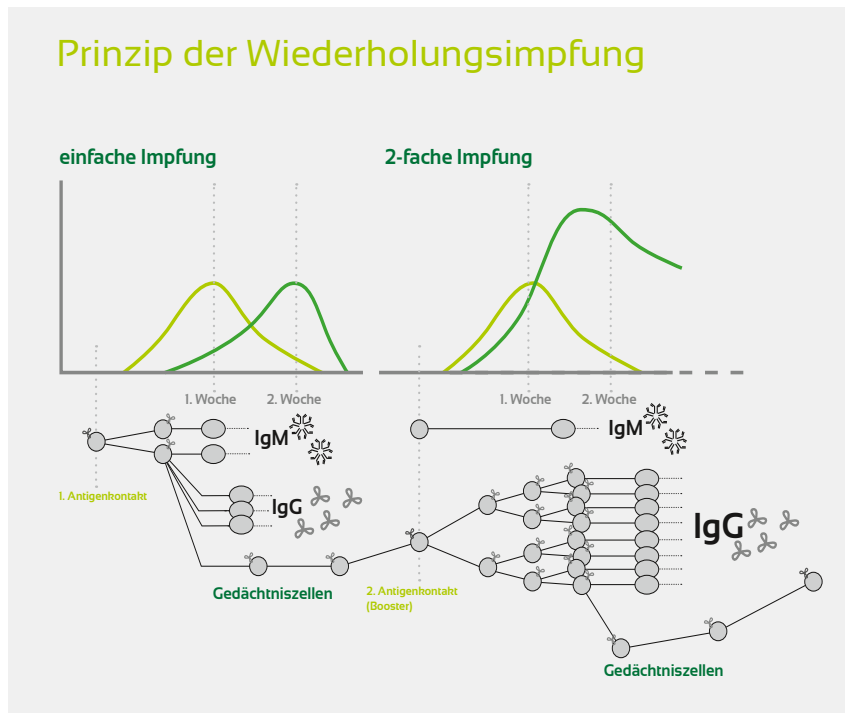 Prinzip der Wiederholungsimpfung
einfache Impfung
2-fache Impfung
1. Woche
2. Woche
1. Woche
2. Woche
IgM
IgM
1. Antigenkontakt
IgG
IgG
Gedächtniszellen
2. Antigenkontakt
(Booster)
Gedächtniszellen